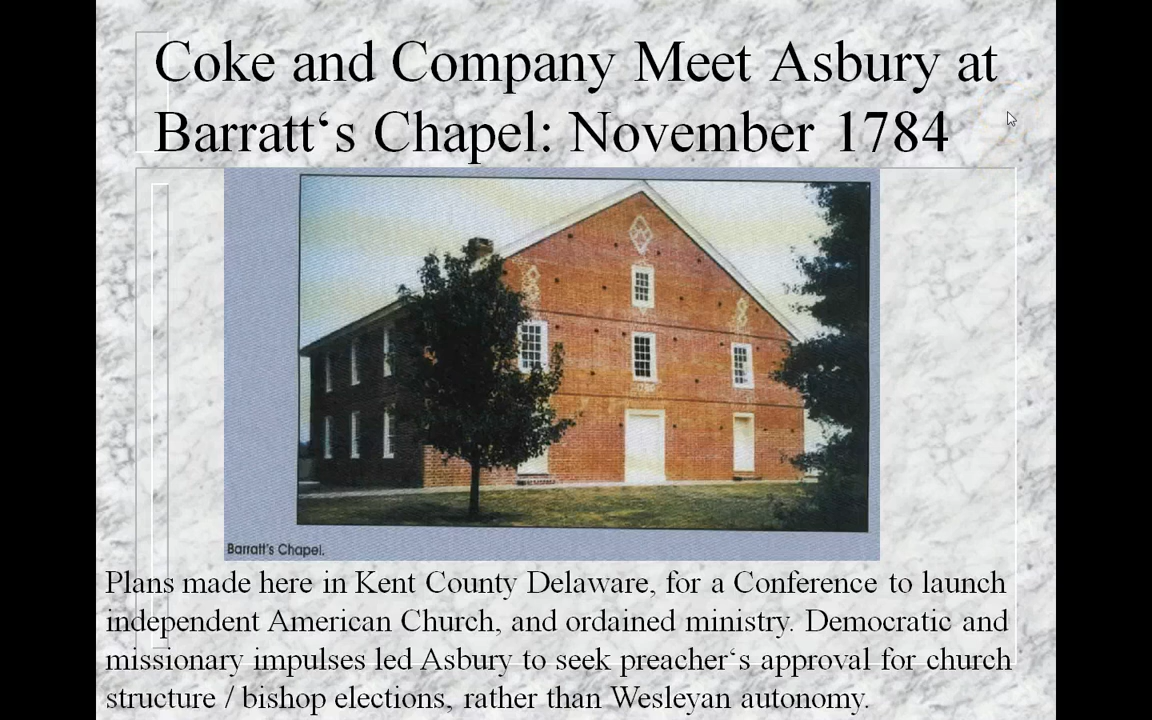 Coke and Company Meet Asbury at
Barratt‘s Chapel: November 1784
Barratt's Chapel.
Plans made here in Kent County Delaware, for a Conference to launch
independent American Church, and ordained ministry. Democratic and
missionary impulses led Asbury to seek preacher‘s approval for church
structure / bishop elections, rather than Wesleyan autonomy.